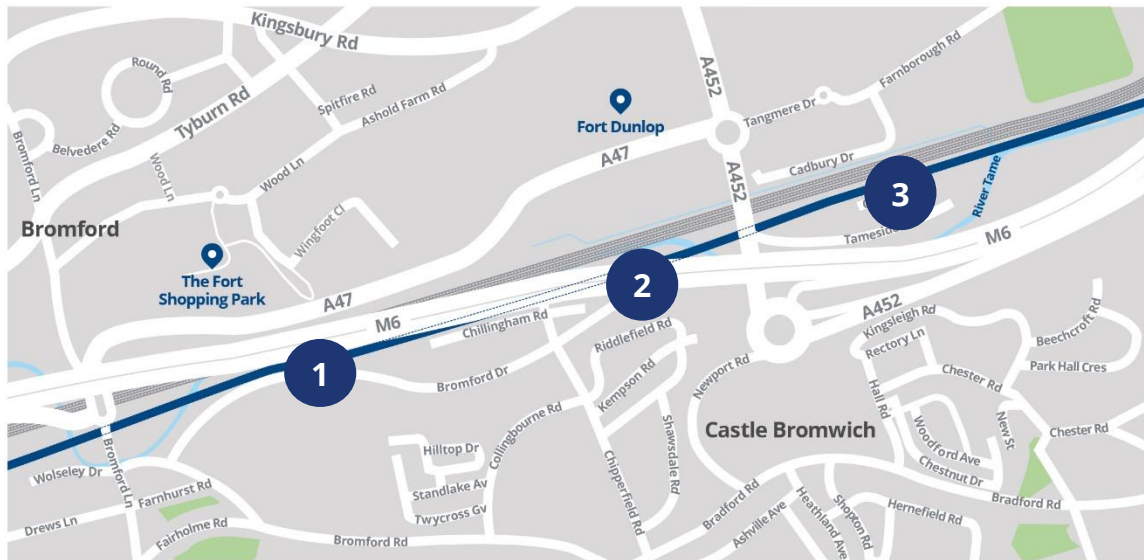 Kingsbury Rd
A452
Farnborough Rd
Round Rd
Spitfire Rd
Tyburn Rd
Ashold Farm Rd
Tangmere Dr
Fort Dunlop
Belvedere Rd
Bromford Ln
A47
Cadbury Dr
Wood Ln
Wood Ln
A452
3
River Tame
Bromford
Wingfoot Cl
Tameside
M6
The Fort
Shopping Park
2
A47
M6
Chillingham Rd
A452
Kingsleigh Rd
Beechcroft Rd
Riddlefield Rd
Rectory Ln
1
Bromford Dr
Kempson Rd
Newport Rd
Chester Rd
Park Hall Cres
Hall Rd
Collingbourne Rd
Shawsdale Rd
Castle Bromwich
Woodford Ave
New St
Chester Rd
Hilltop Dr
Bromford Ln
Wolseley Dr
Chipperfield Rd
Chestnut Dr
Standlake Av
Farnhurst Rd
Bradford Rd
Bradford Rd
Twycross Gv
Drews Ln
Fairholme Rd
Ashville Ave
Heathland Ave
Shopton Rd
Hernefield Rd
Bromford Rd